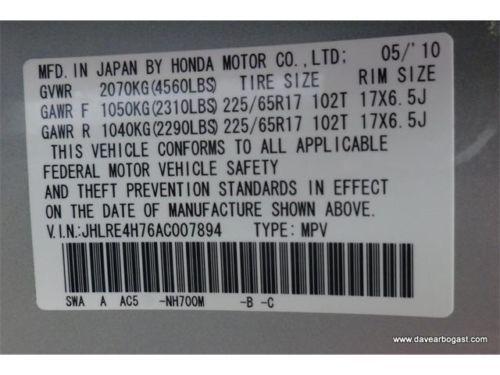 MFD. IN JAPAN BY HONDA MOTOR CO., LTD; 05/'10
GVWR 2070KG(4560LBS) TIRE SIZE RIM SIZE
GAWR F 1050KG(2310LBS) 225/65R17 102T 17X6.5J
GAWR R 1040KG(2290LBS) 225/65R17 102T 17X6.5J
THIS VEHICLE CONFORMS TO ALL APPLICABLE
FEDERAL MOTOR VEHICLE SAFETY
AND THEFT PREVENTION STANDARDS IN EFFECT
ON THE DATE OF MANUFACTURE SHOWN ABOVE.
V.I.N.:JHLRE4H76AC007894 TYPE: MPV
SWA A AC5 -NH700M -B -C
www.davearbogast.com